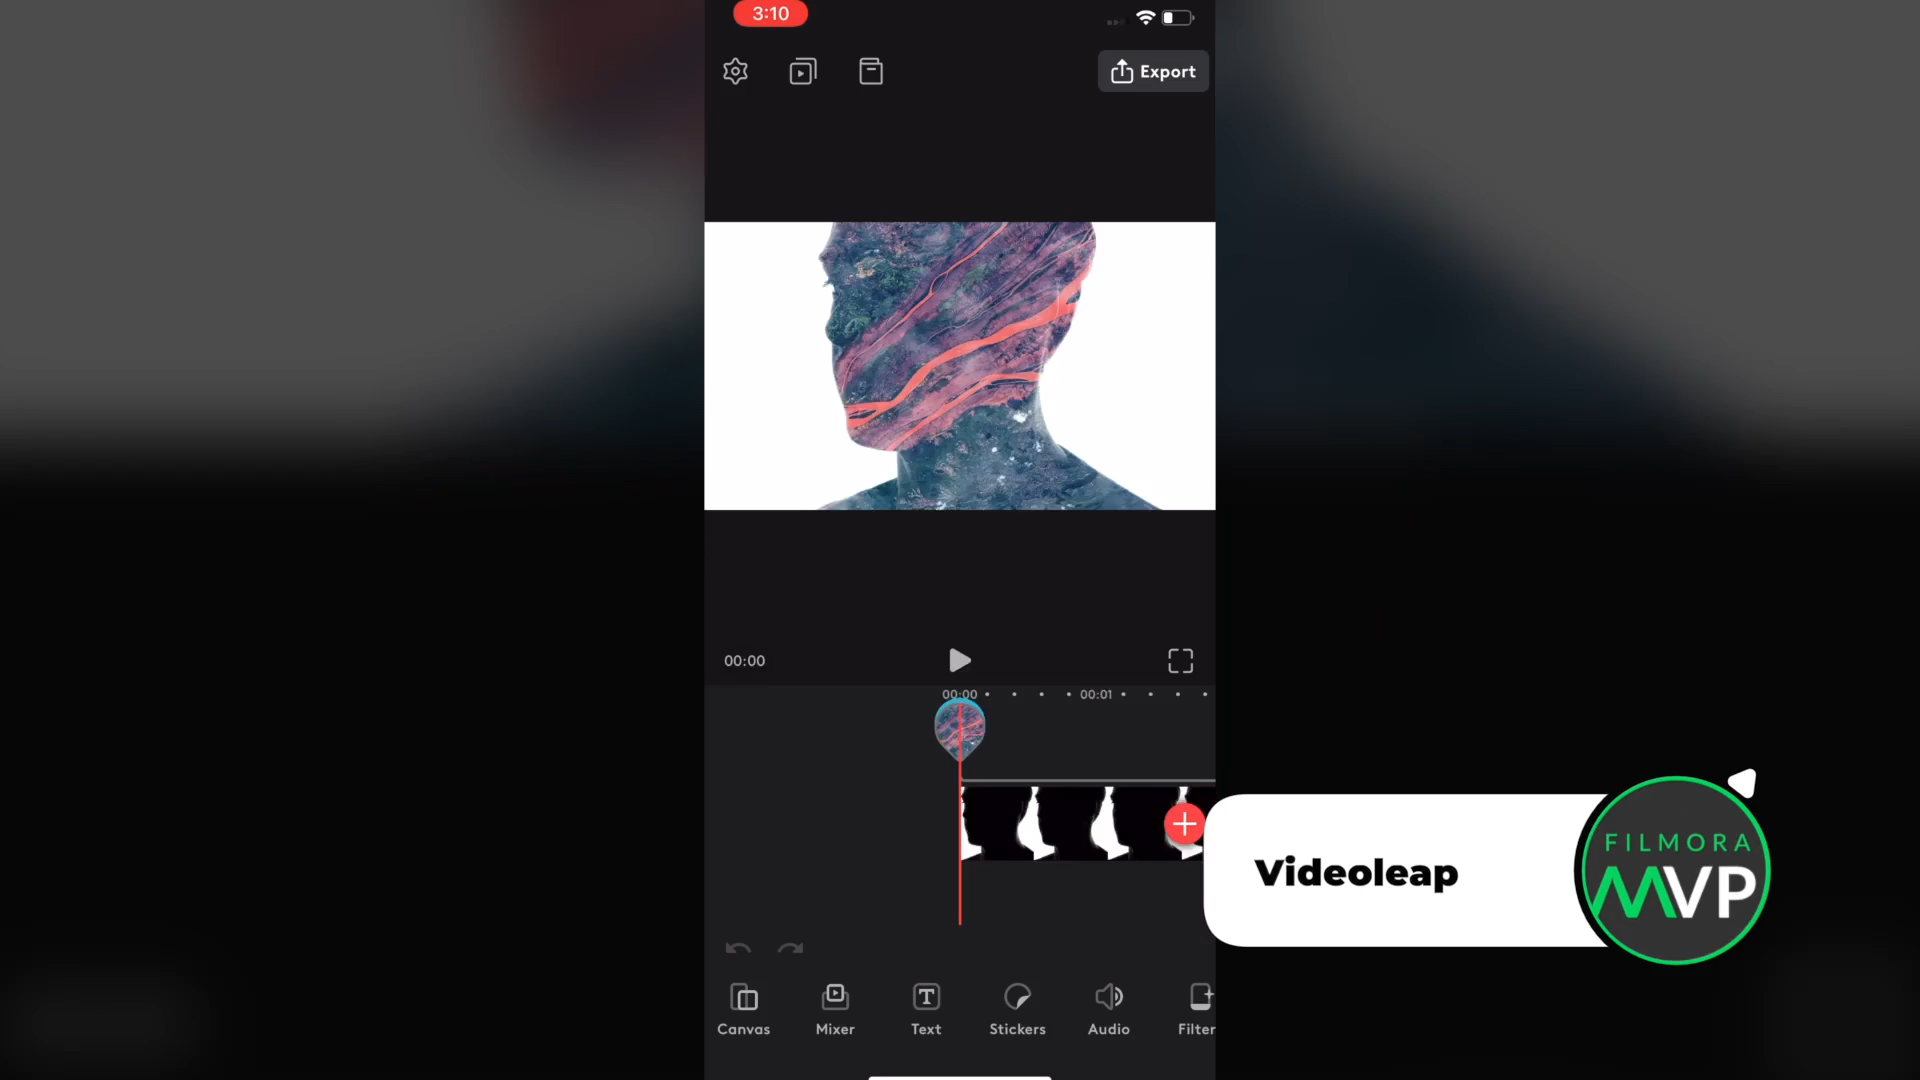 3:10
Export
00:00
00:00
00:01
Videoleap
FILMORA
MVP
Canvas
Mixer
Text
Stickers
Audio
Filter